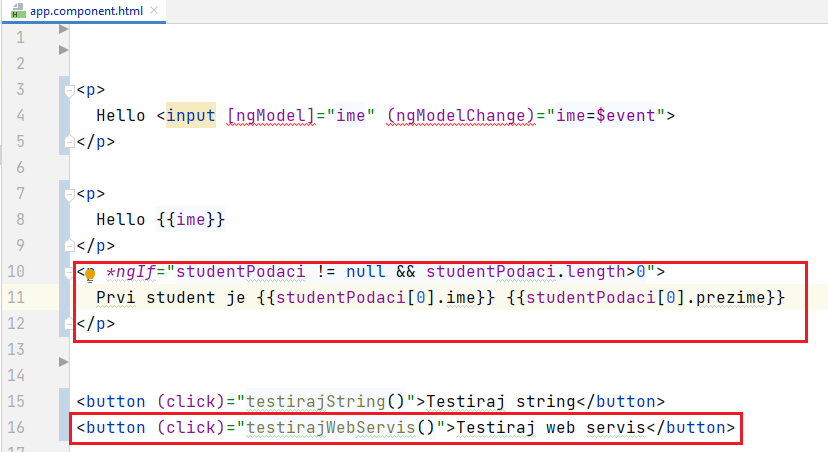 app.component.html
1
2
3 <p>
4 Hello <input [ngModel]="ime" (ngModelChange)="ime=$event">
5 </p>
6
7 <p>
8 Hello {{ime}}
9 </p>
10 <p *ngIf="studentPodaci != null && studentPodaci.length>0">
11 Prvi student je {{studentPodaci[0].ime}} {{studentPodaci[0].prezime}}
12 </p>
13
14
15 <button (click)="testirajString()">Testiraj string</button>
16 <button (click)="testirajWebServis()">Testiraj web servis</button>